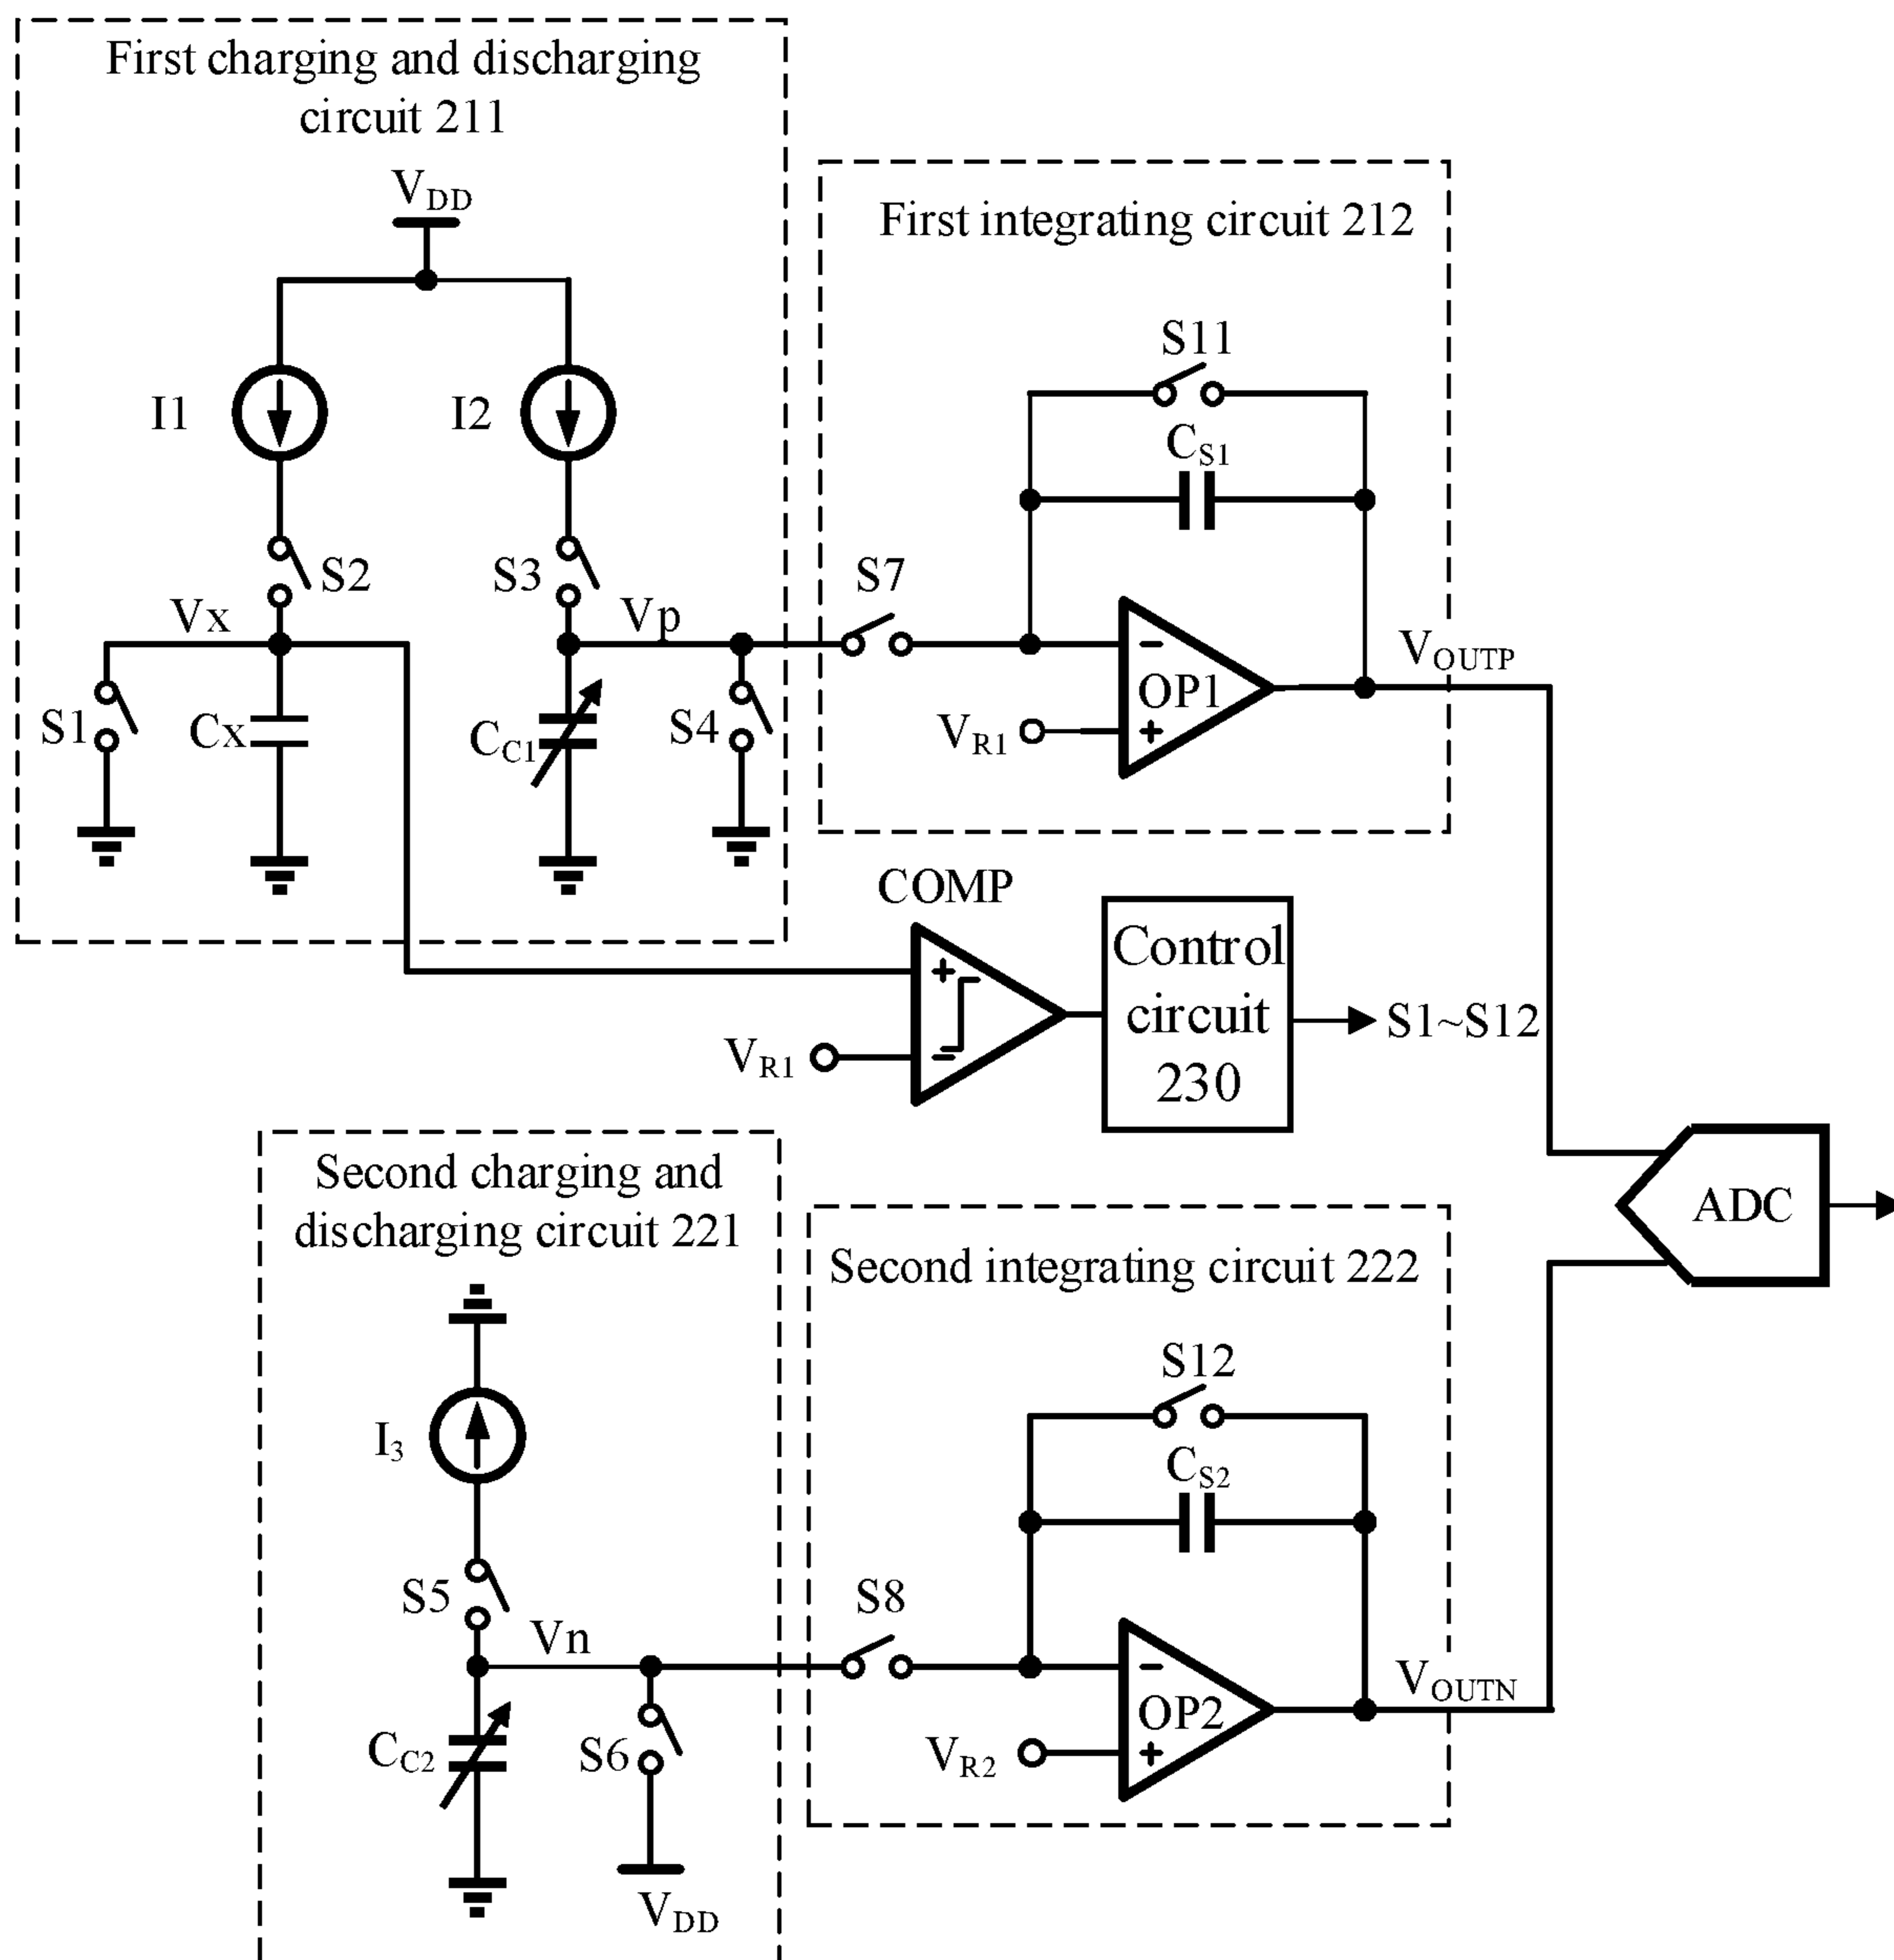 First charging and discharging
circuit 211
VDD
I1
I2
S2
S3
Vx
Vp
S1
Cx
CC1
S4
First integrating circuit 212
S11
CS1
S7
OP1
−
+
VR1
VOUTP
COMP
+
−
VR1
Control
circuit
230
S1~S12
ADC
Second charging and
discharging circuit 221
I3
S5
Vn
CC2
S6
VDD
Second integrating circuit 222
S12
CS2
S8
−
OP2
+
VR2
VOUTN